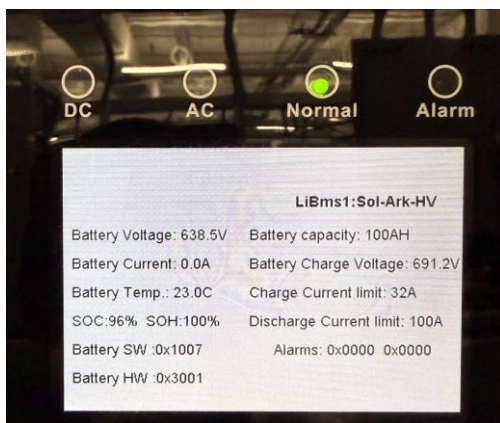 DC AC Normal Alarm
LiBms1:Sol-Ark-HV
Battery Voltage: 638.5V Battery capacity: 100AH
Battery Current: 0.0A Battery Charge Voltage: 691.2V
Battery Temp.: 23.0C Charge Current limit: 32A
SOC:96% SOH:100% Discharge Current limit: 100A
Battery SW :0x1007 Alarms: 0x0000 0x0000
Battery HW :0x3001